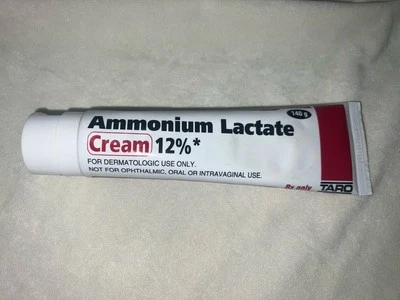 140 g
Ammonium Lactate
Cream 12%*
FOR DERMATOLOGIC USE ONLY.
NOT FOR OPHTHALMIC, ORAL OR INTRAVAGINAL USE.
Rx only TARO